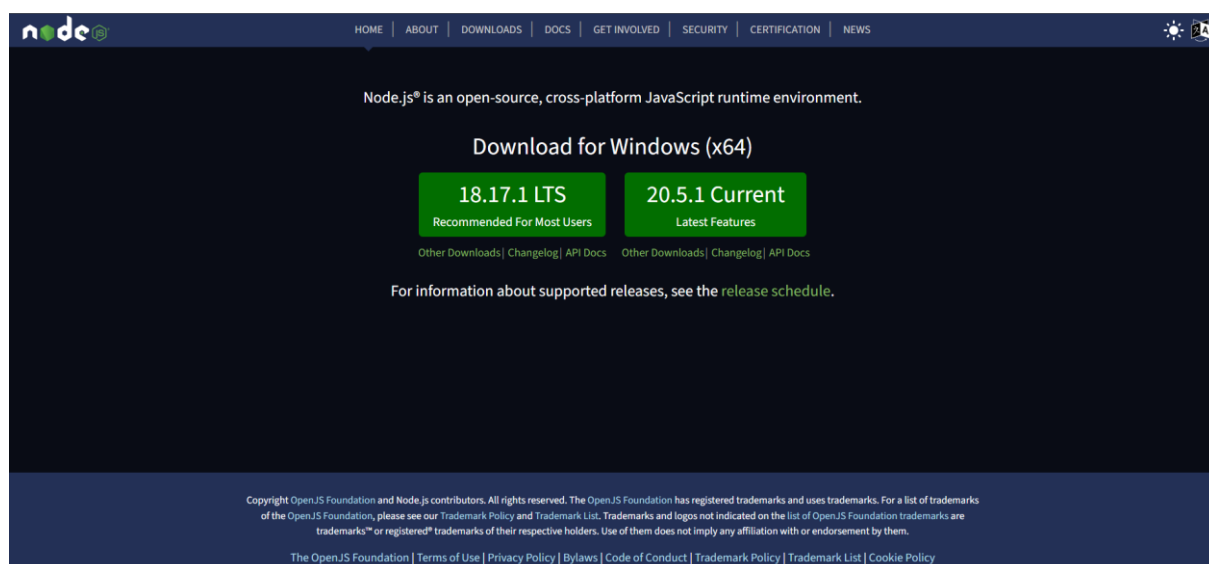 node JS
HOME | ABOUT | DOWNLOADS | DOCS | GET INVOLVED | SECURITY | CERTIFICATION | NEWS
Node.js® is an open-source, cross-platform JavaScript runtime environment.
Download for Windows (x64)
18.17.1 LTS
Recommended For Most Users
20.5.1 Current
Latest Features
Other Downloads| Changelog| API Docs
Other Downloads| Changelog| API Docs
For information about supported releases, see the release schedule.
Copyright OpenJS Foundation and Node.js contributors. All rights reserved. The OpenJS Foundation has registered trademarks and uses trademarks. For a list of trademarks
of the OpenJS Foundation, please see our Trademark Policy and Trademark List. Trademarks and logos not indicated on the list of OpenJS Foundation trademarks are
trademarks™ or registered® trademarks of their respective holders. Use of them does not imply any affiliation with or endorsement by them.
The OpenJS Foundation | Terms of Use | Privacy Policy | Bylaws | Code of Conduct | Trademark Policy | Trademark List | Cookie Policy